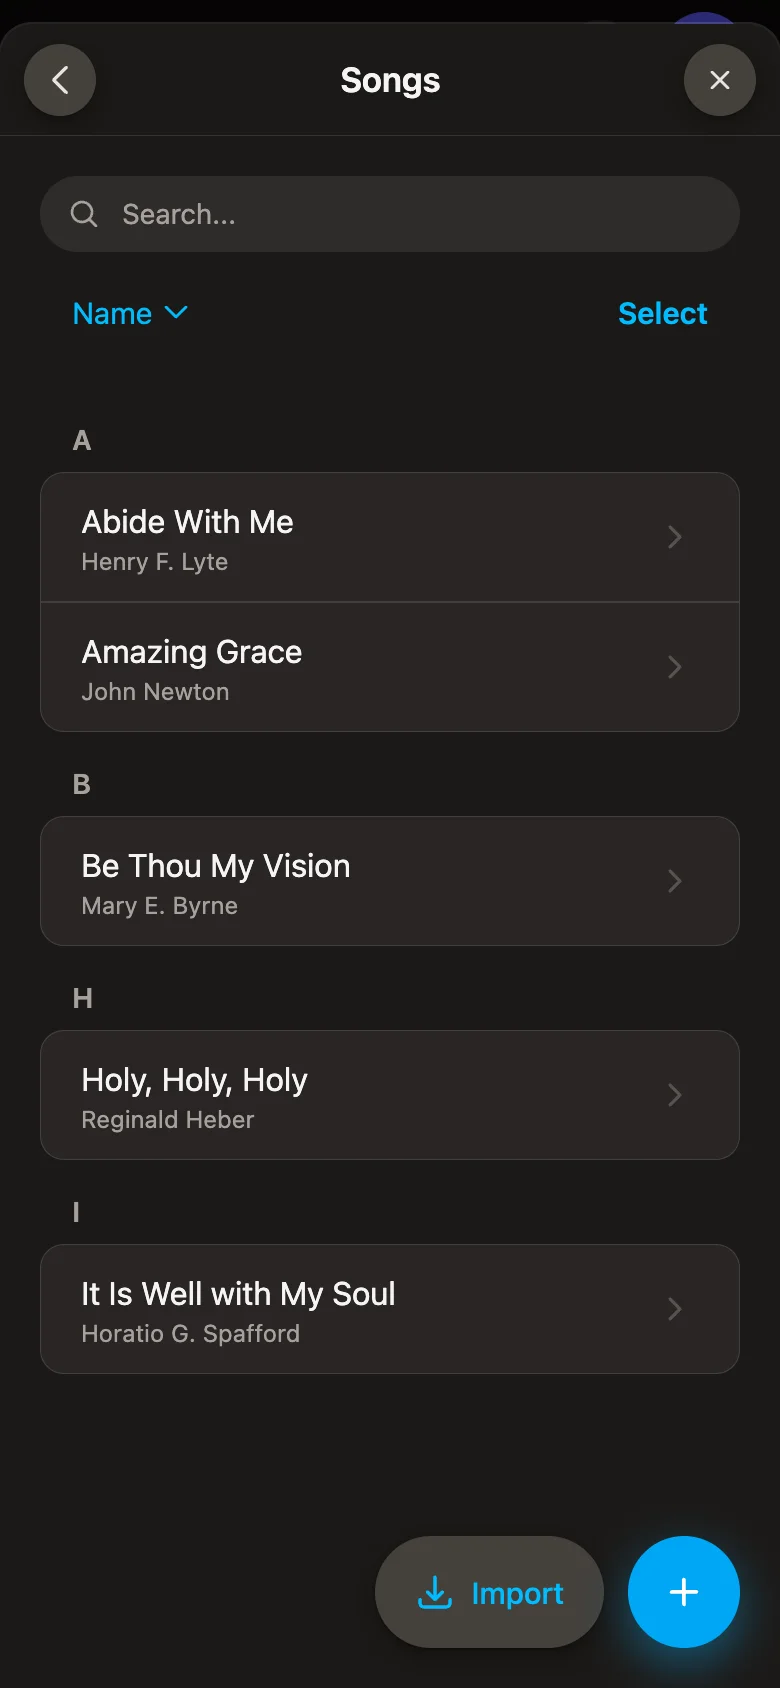 Songs
Search...
Name
Select
A
Abide With Me
Henry F. Lyte
Amazing Grace
John Newton
B
Be Thou My Vision
Mary E. Byrne
H
Holy, Holy, Holy
Reginald Heber
I
It Is Well with My Soul
Horatio G. Spafford
Import